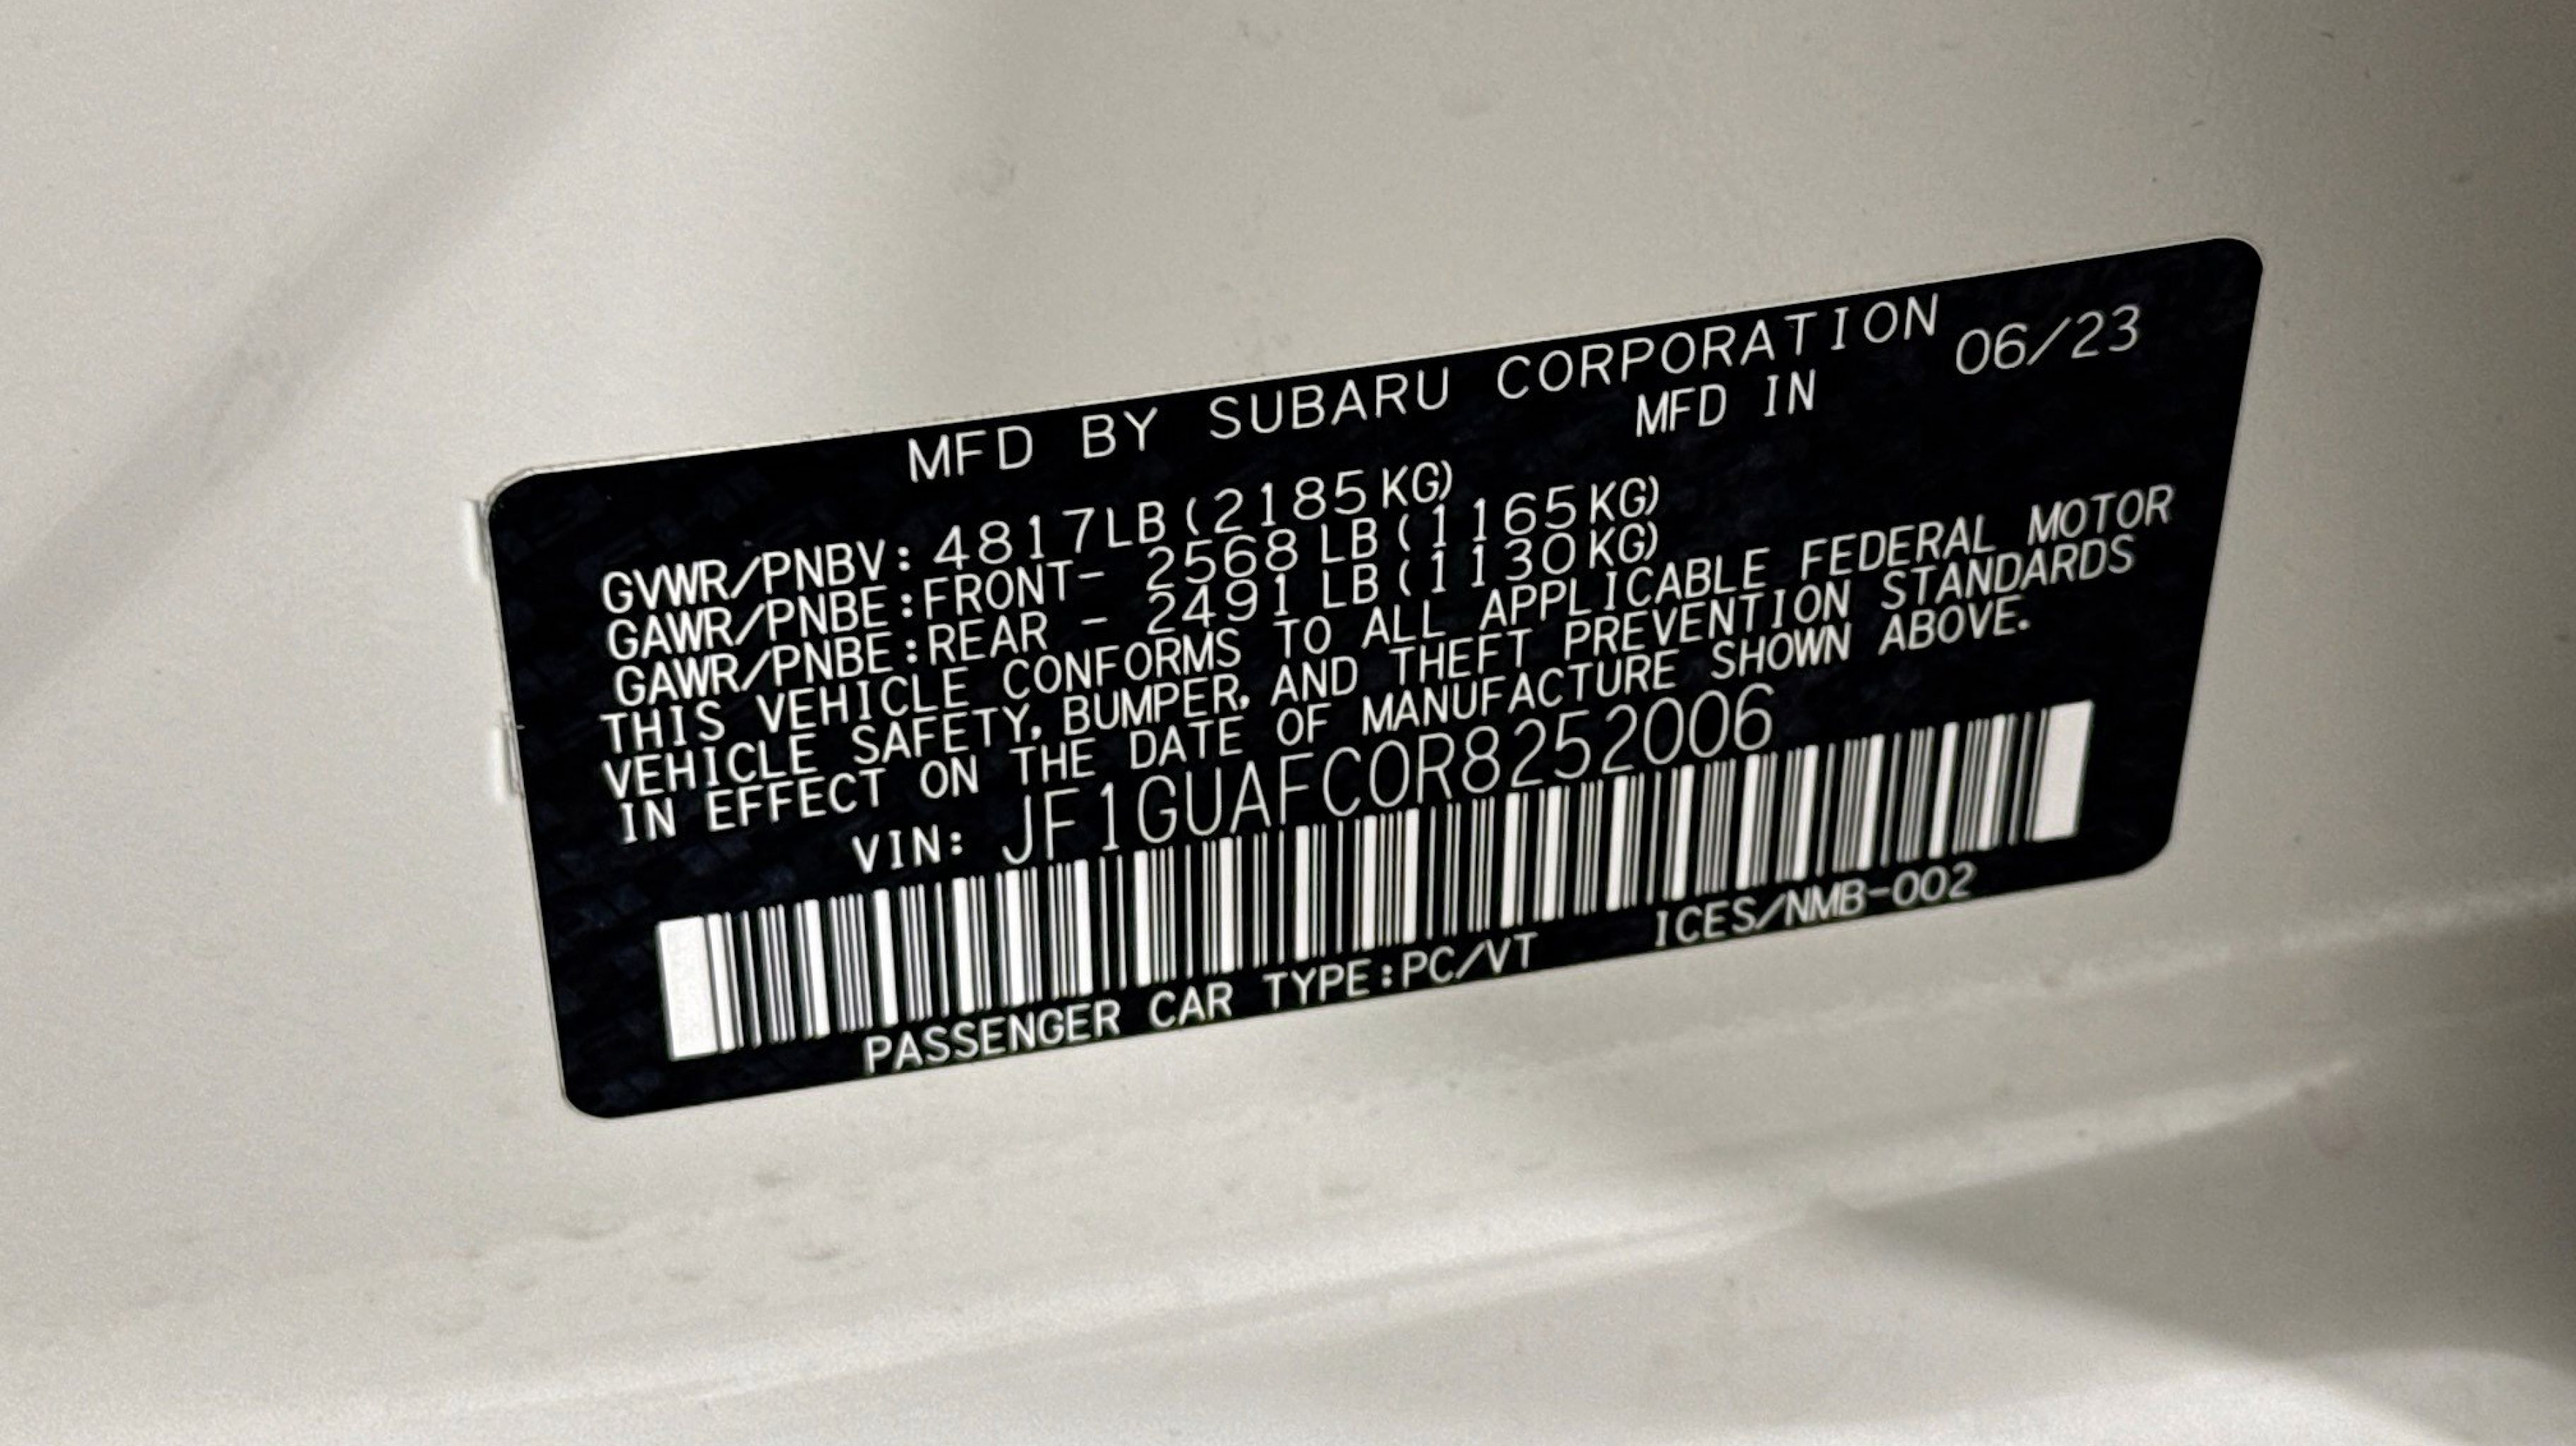 MFD BY SUBARU CORPORATION
MFD IN 06/23
GVWR/PNBV: 4817LB(2185KG)
GAWR/PNBE:FRONT- 2568 LB(1165KG)
GAWR/PNBE:REAR - 2491 LB(1130KG)
THIS VEHICLE CONFORMS TO ALL APPLICABLE FEDERAL MOTOR
VEHICLE SAFETY, BUMPER, AND THEFT PREVENTION STANDARDS
IN EFFECT ON THE DATE OF MANUFACTURE SHOWN ABOVE.
VIN: JF1GUAFC0R8252006
PASSENGER CAR TYPE:PC/VT ICES/NMB-002